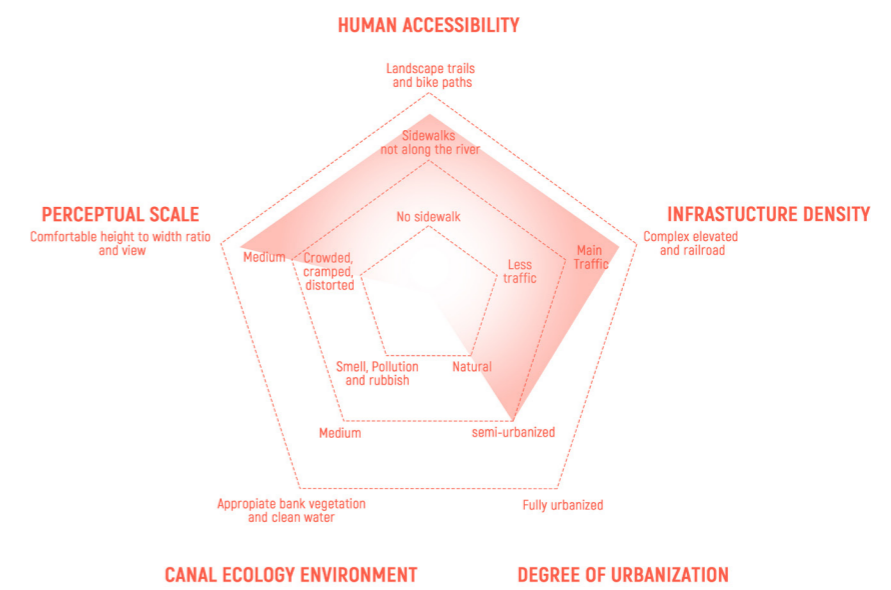 HUMAN ACCESSIBILITY
Landscape trails
and bike paths
Sidewalks
not along the river
No sidewalk
PERCEPTUAL SCALE
Comfortable height to width ratio
and view
Medium
Crowded,
cramped,
distorted
INFRASTUCTURE DENSITY
Complex elevated
and railroad
Main
Traffic
Less
traffic
Smell, Pollution
and rubbish
Natural
Medium
semi-urbanized
Appropiate bank vegetation
and clean water
Fully urbanized
CANAL ECOLOGY ENVIRONMENT
DEGREE OF URBANIZATION